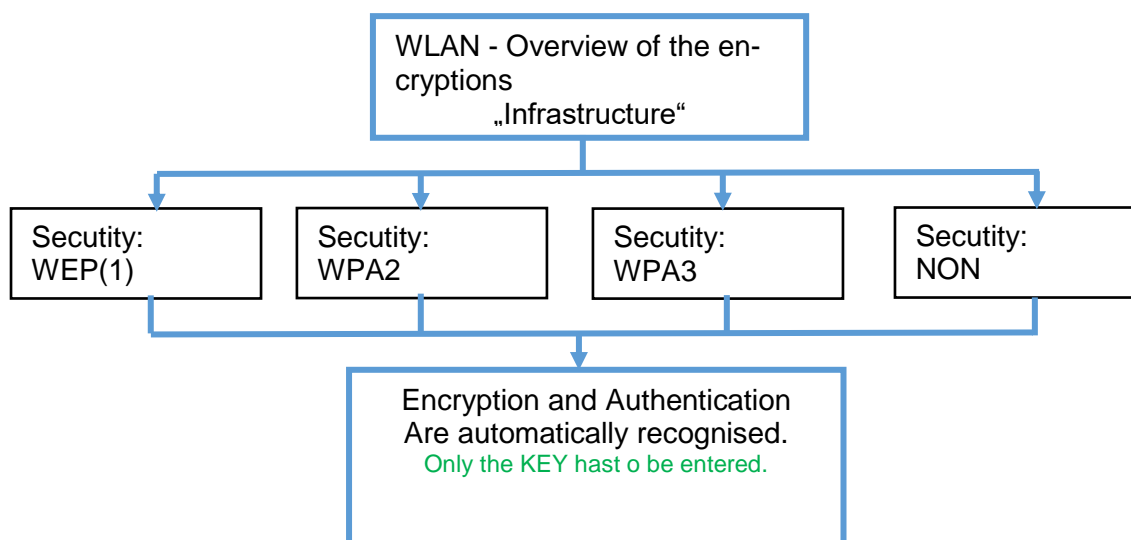 WLAN - Overview of the en-
cryptions
„Infrastructure“
Secutity:
WEP(1)
Secutity:
WPA2
Secutity:
WPA3
Secutity:
NON
Encryption and Authentication
Are automatically recognised.
Only the KEY hast o be entered.